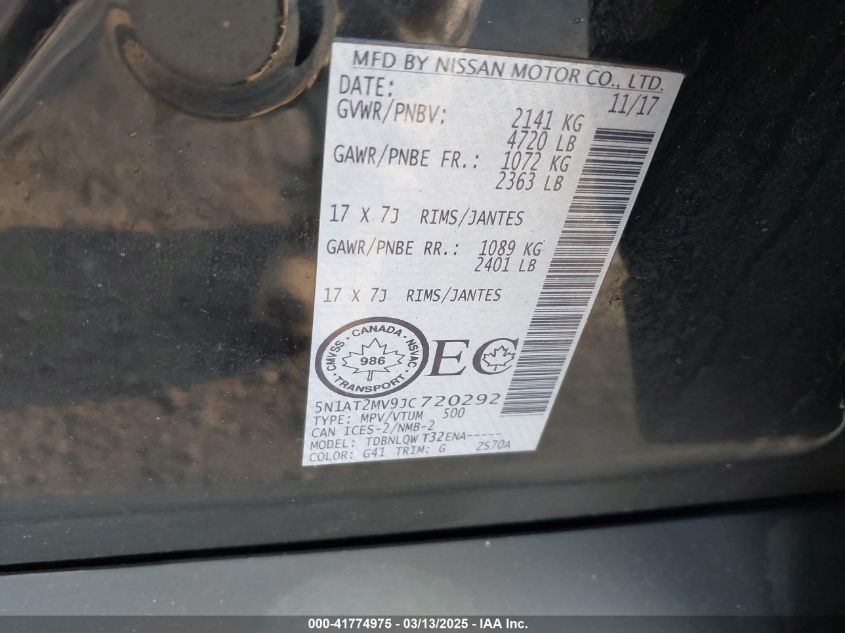 MFD BY NISSAN MOTOR CO., LTD.
DATE: 11/17
GVWR/PNBV: 2141 KG
4720 LB
GAWR/PNBE FR.: 1072 KG
2363 LB
17 X 7J RIMS/JANTES
GAWR/PNBE RR.: 1089 KG
2401 LB
17 X 7J RIMS/JANTES
CMVSS · CANADA · NSVAC
986
TRANSPORT
EC
5N1AT2MV9JC720292
TYPE: MPV/VTUM 500
CAN ICES-2/NMB-2
MODEL: TDBNLQW T32ENA-----
COLOR: G41 TRIM: G 2570A
000-41774975 - 03/13/2025 - IAA Inc.